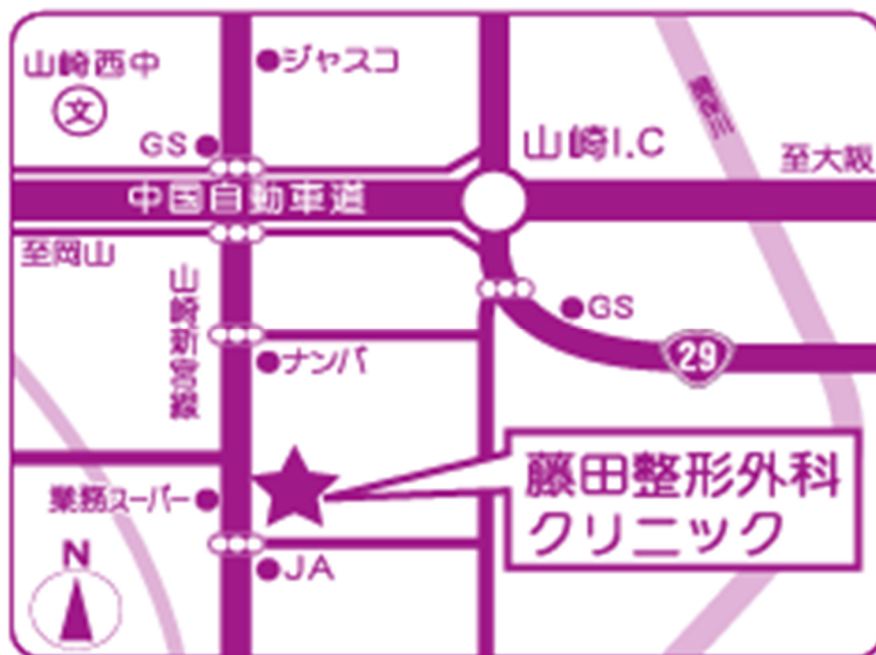 山崎西中
文
ジャスコ
GS
山崎I.C
至大阪
中国自動車道
至岡山
山崎新宮線
GS
29
ナンバ
藤田整形外科
クリニック
業務スーパー
JA
N